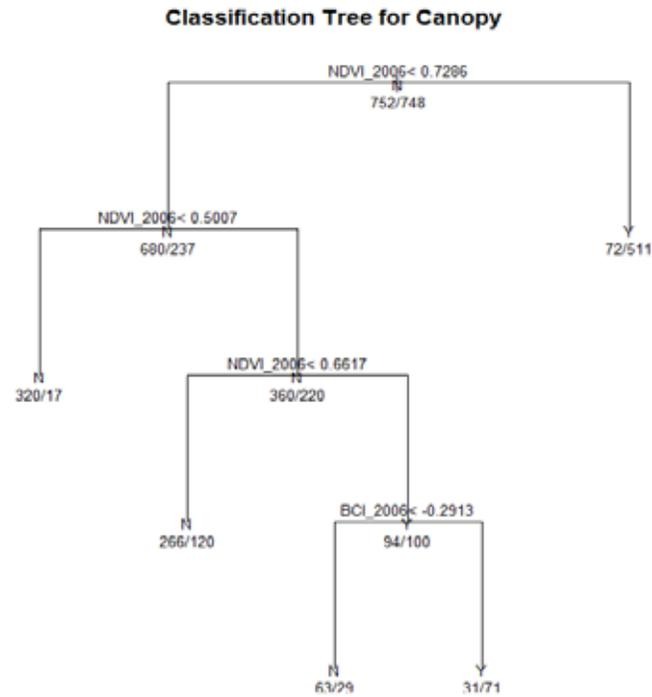 Classification Tree for Canopy
NDVI_2006< 0.7286
N
752/748
NDVI_2006< 0.5007
N
680/237
Y
72/511
N
320/17
NDVI_2006< 0.6617
N
360/220
N
266/120
BCI_2006< -0.2913
Y
94/100
N
63/29
Y
31/71